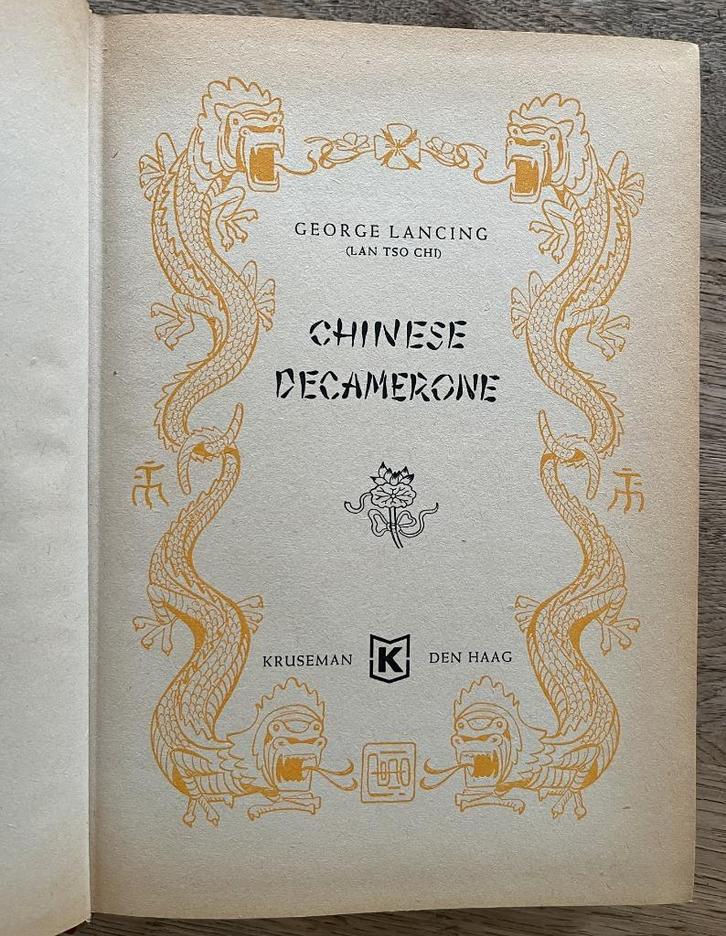 GEORGE LANCING
(LAN TSO CHI)
CHINESE
DECAMERONE
KRUSEMAN K DEN HAAG